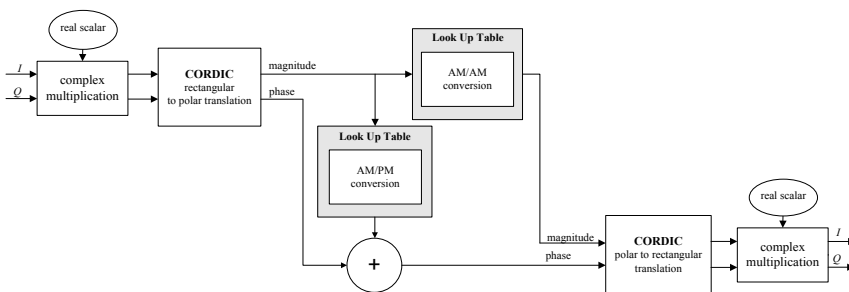 real scalar
I
Q
complex
multiplication
CORDIC
rectangular
to polar translation
magnitude
phase
Look Up Table
AM/AM
conversion
Look Up Table
AM/PM
conversion
+
magnitude
phase
CORDIC
polar to rectangular
translation
real scalar
complex
multiplication
I
Q